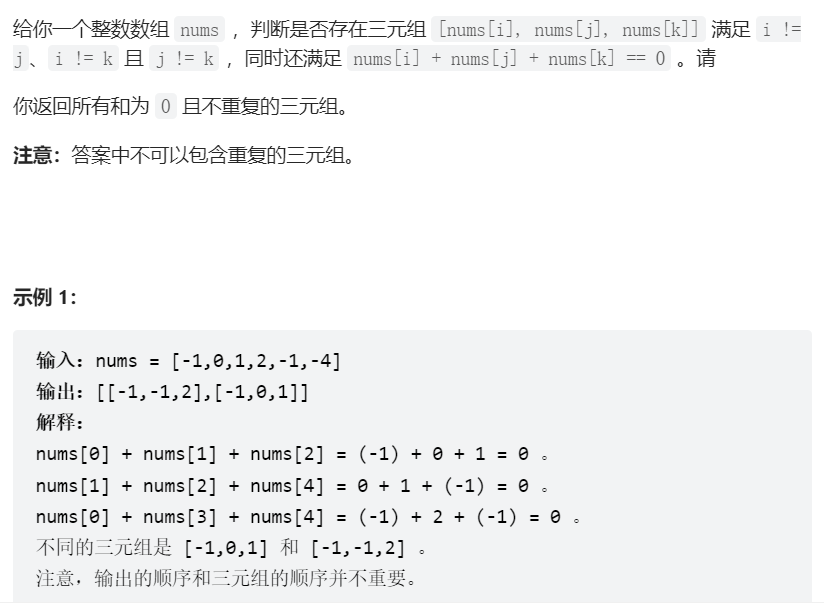 给你一个整数数组 nums ，判断是否存在三元组 [nums[i], nums[j], nums[k]] 满足 i !=
j、i != k 且 j != k ，同时还满足 nums[i] + nums[j] + nums[k] == 0 。请
你返回所有和为 0 且不重复的三元组。
注意：答案中不可以包含重复的三元组。
示例 1：
输入：nums = [-1,0,1,2,-1,-4]
输出：[[-1,-1,2],[-1,0,1]]
解释：
nums[0] + nums[1] + nums[2] = (-1) + 0 + 1 = 0 。
nums[1] + nums[2] + nums[4] = 0 + 1 + (-1) = 0 。
nums[0] + nums[3] + nums[4] = (-1) + 2 + (-1) = 0 。
不同的三元组是 [-1,0,1] 和 [-1,-1,2] 。
注意，输出的顺序和三元组的顺序并不重要。